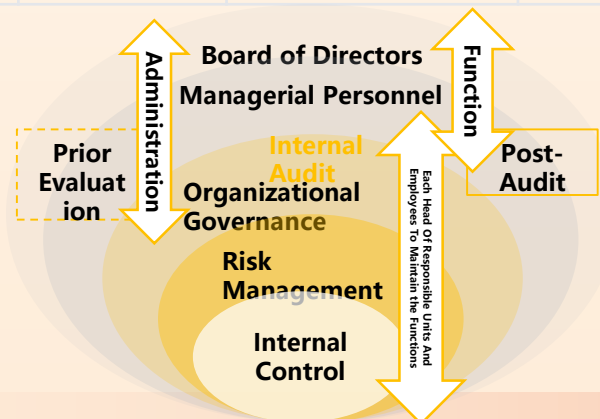 Board of Directors
Managerial Personnel
Administration
Function
Prior
Evaluat
ion
Internal
Audit
Post-
Audit
Organizational
Governance
Each Head Of Responsible Units And
Employees To Maintain the Functions
Risk
Management
Internal
Control